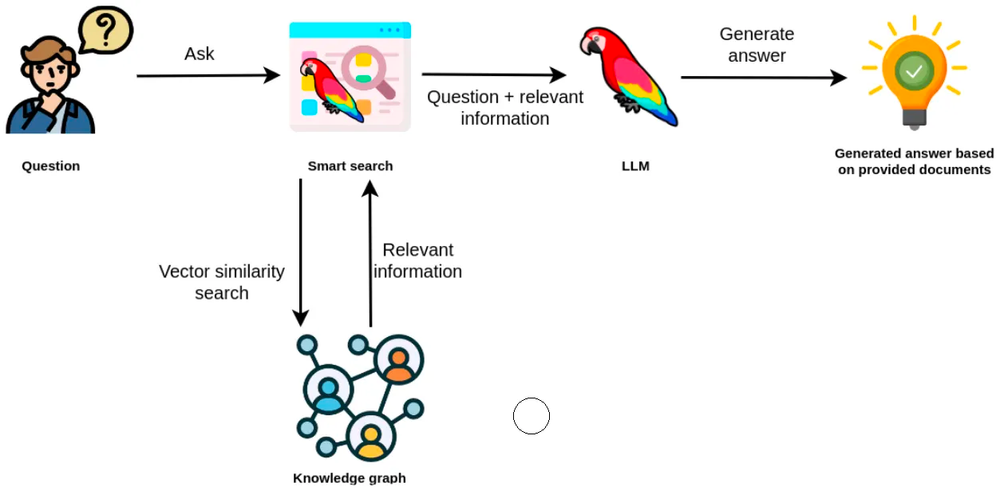 ?
Ask
Generate
answer
Question + relevant
information
Question
Smart search
LLM
Generated answer based
on provided documents
Vector similarity
search
Relevant
information
Knowledge graph